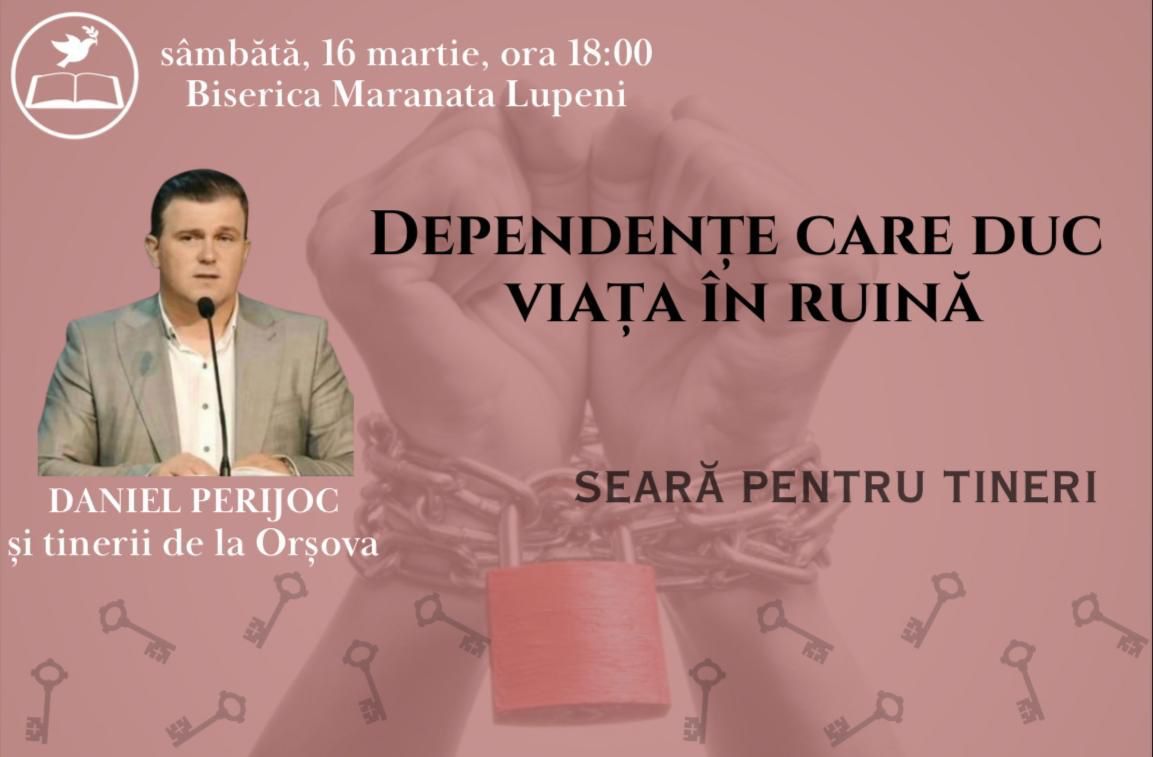 sâmbătă, 16 martie, ora 18:00
Biserica Maranata Lupeni
DEPENDENȚE CARE DUC
VIAȚA ÎN RUINĂ
SEARĂ PENTRU TINERI
DANIEL PERIJOC
și tinerii de la Orșova